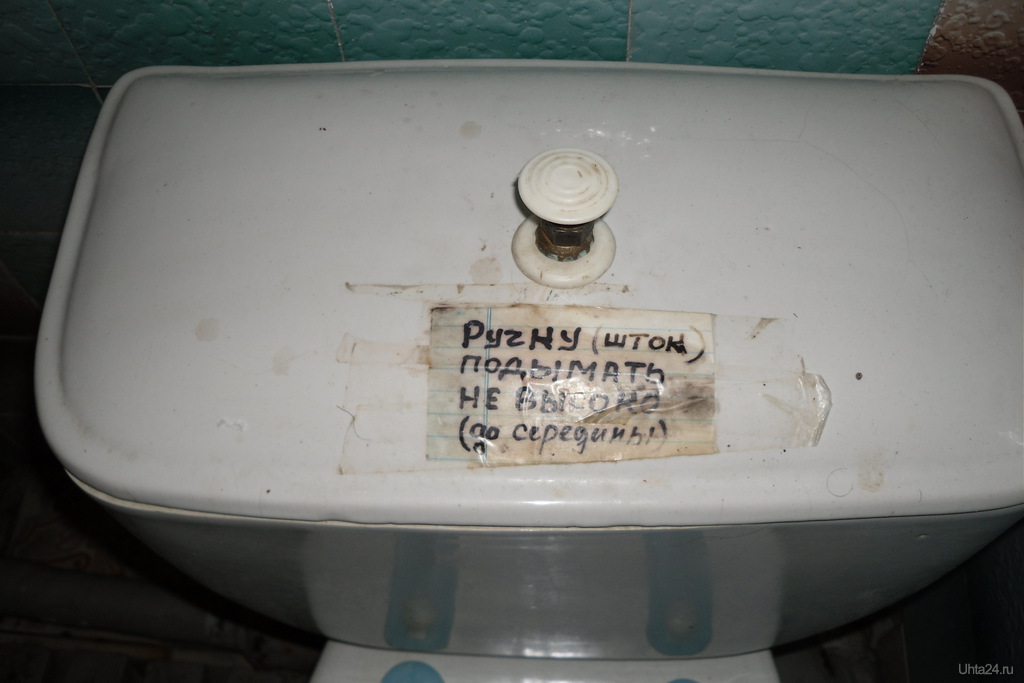 Ручку (шток)
подымать
не высоко
(до середины)
Uhta24.ru